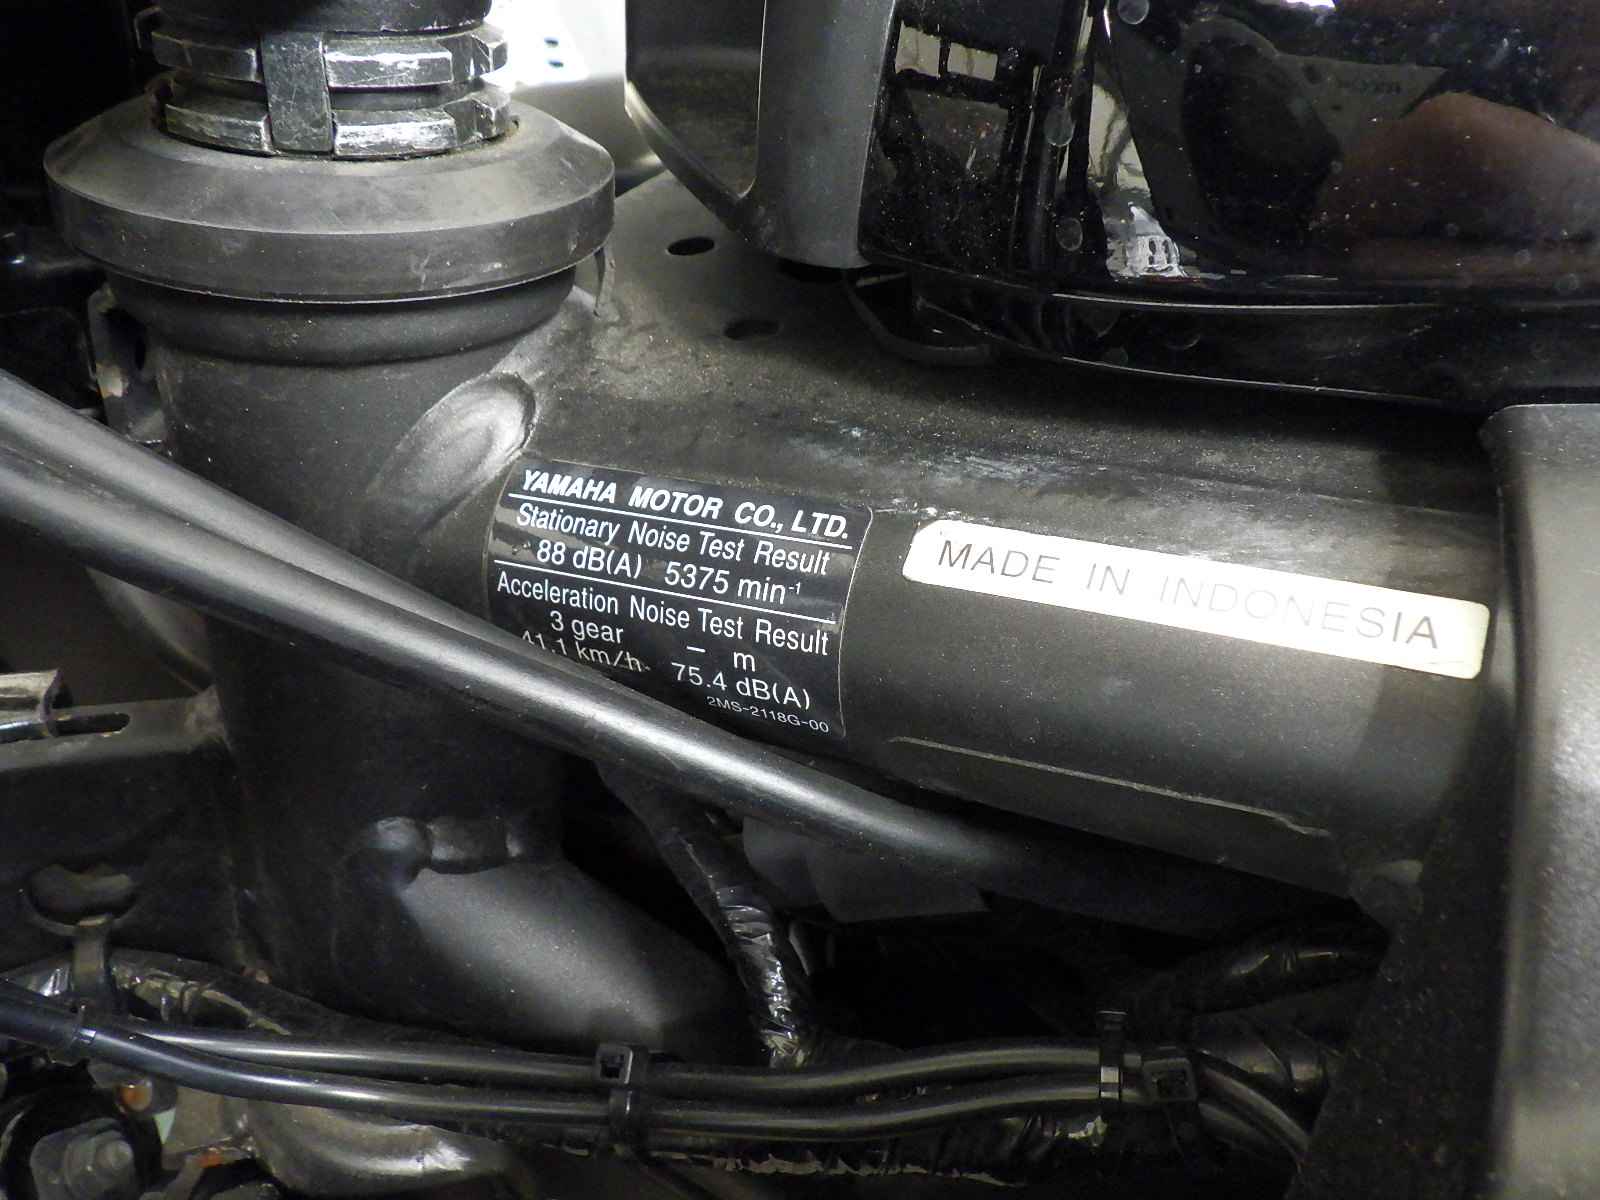 YAMAHA MOTOR CO., LTD.
Stationary Noise Test Result
88 dB(A) 5375 min⁻¹
Acceleration Noise Test Result
3 gear – m
41.1 km/h 75.4 dB(A)
2MS-2118G-00
MADE IN INDONESIA